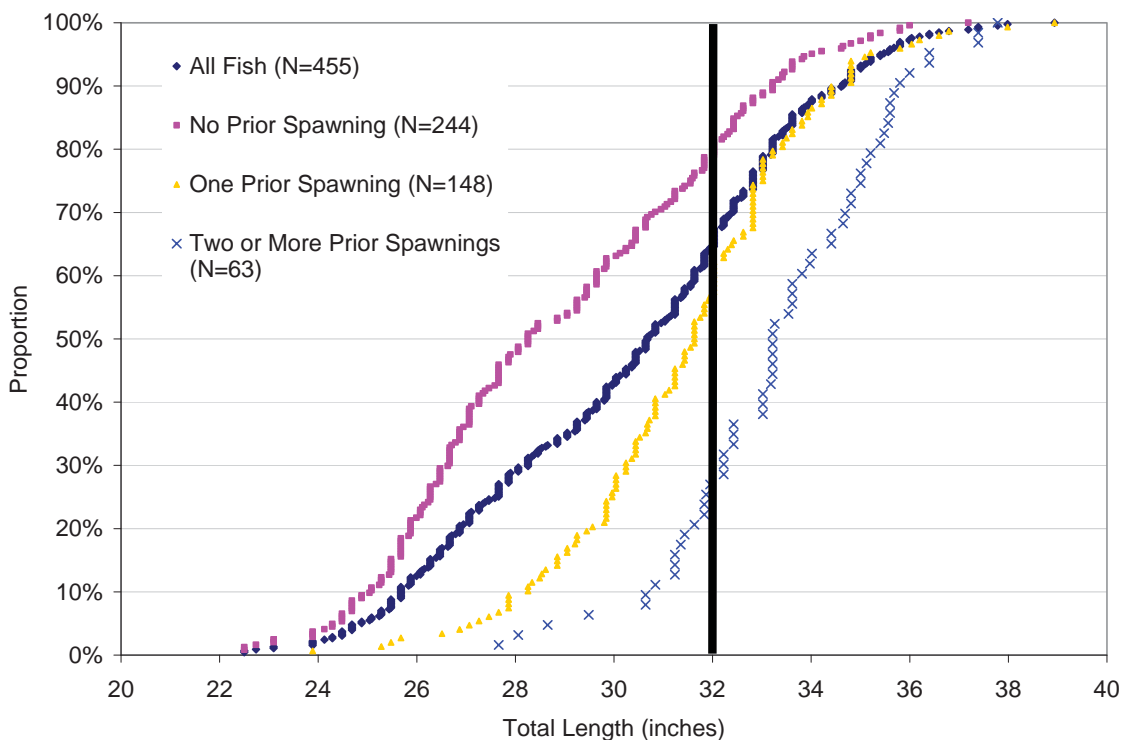 100%
90%
80%
70%
60%
50%
40%
30%
20%
10%
0%
Proportion
All Fish (N=455)
No Prior Spawning (N=244)
One Prior Spawning (N=148)
Two or More Prior Spawnings
(N=63)
20 22 24 26 28 30 32 34 36 38 40
Total Length (inches)